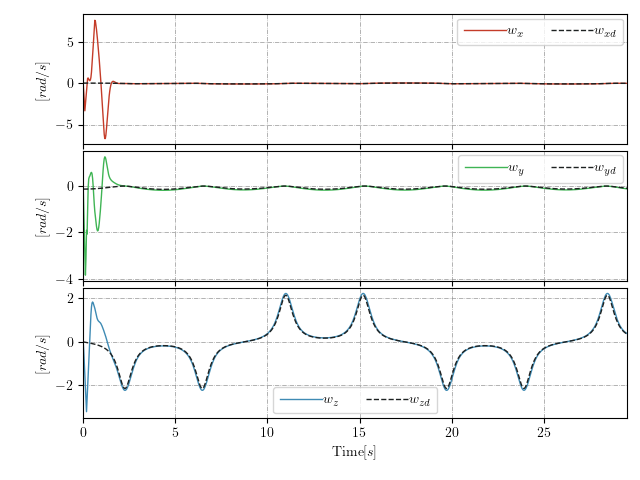 5
0
−5
[rad/s]
w_x
w_xd
0
−2
−4
[rad/s]
w_y
w_yd
2
0
−2
[rad/s]
w_z
w_zd
0 5 10 15 20 25
Time[s]